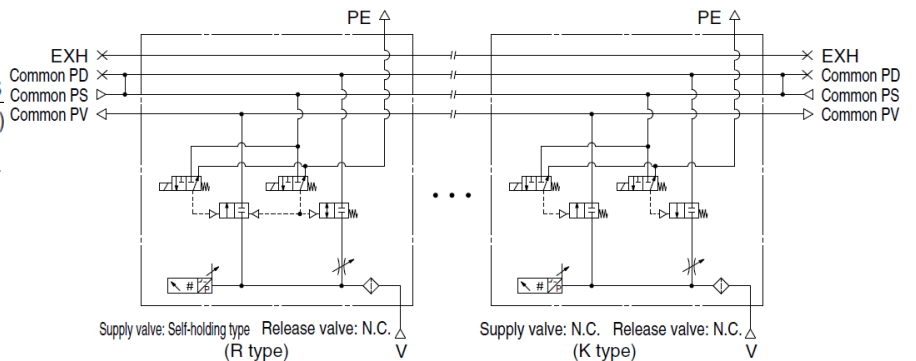 PE PE
EXH EXH
Common PD Common PD
Common PS Common PS
Common PV Common PV
# P # P
Supply valve: Self-holding type Release valve: N.C. Supply valve: N.C. Release valve: N.C.
(R type) V (K type) V